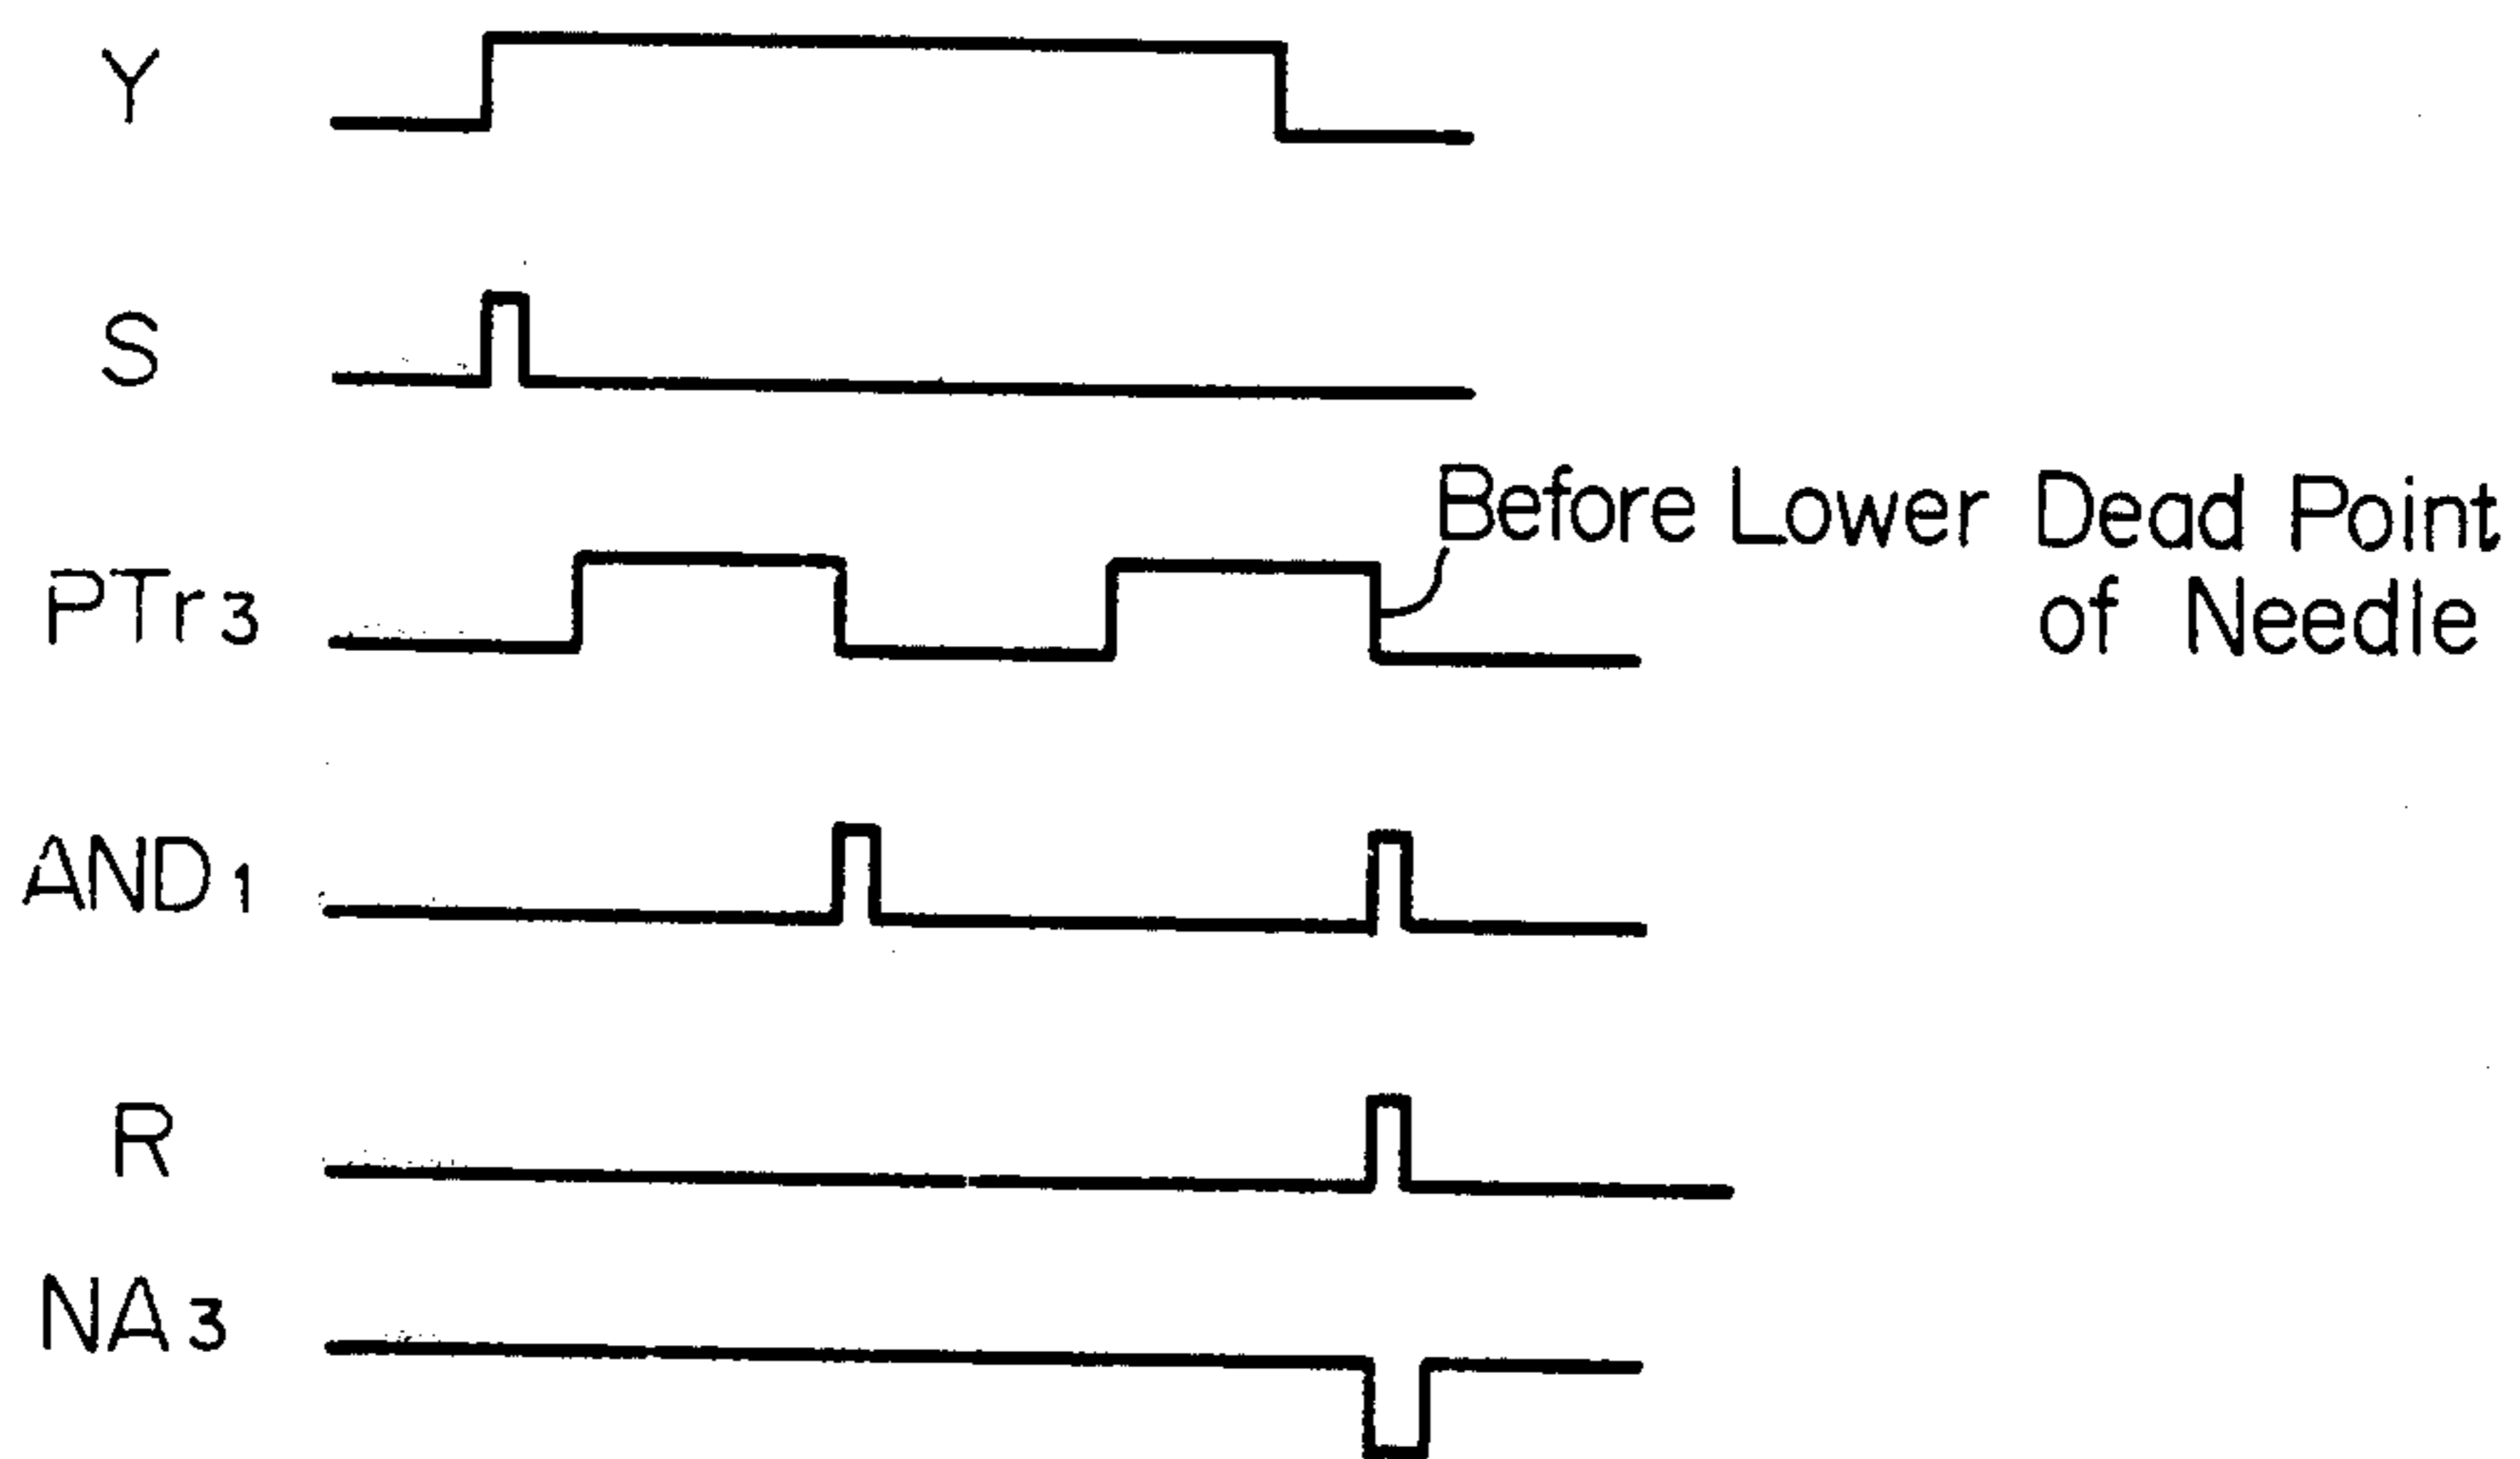 Y
S
Before Lower Dead Point
of Needle
PTr3
AND1
R
NA3